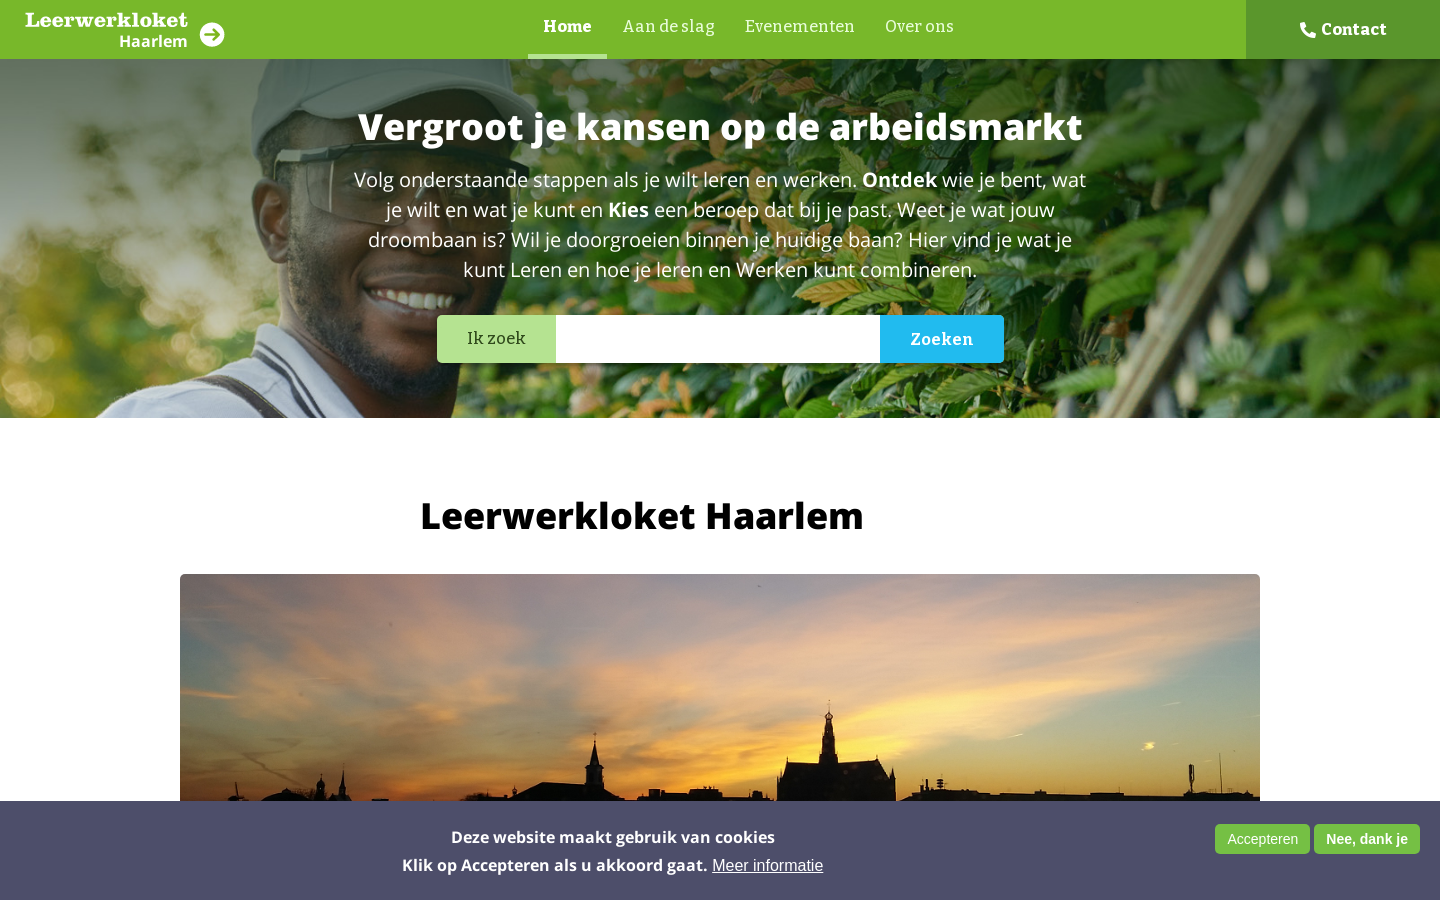 Leerwerkloket
Haarlem
Home
Aan de slag
Evenementen
Over ons
Contact
Vergroot je kansen op de arbeidsmarkt
Volg onderstaande stappen als je wilt leren en werken. Ontdek wie je bent, wat
je wilt en wat je kunt en Kies een beroep dat bij je past. Weet je wat jouw
droombaan is? Wil je doorgroeien binnen je huidige baan? Hier vind je wat je
kunt Leren en hoe je leren en Werken kunt combineren.
Ik zoek
Zoeken
Leerwerkloket Haarlem
Deze website maakt gebruik van cookies
Klik op Accepteren als u akkoord gaat. Meer informatie
Accepteren
Nee, dank je